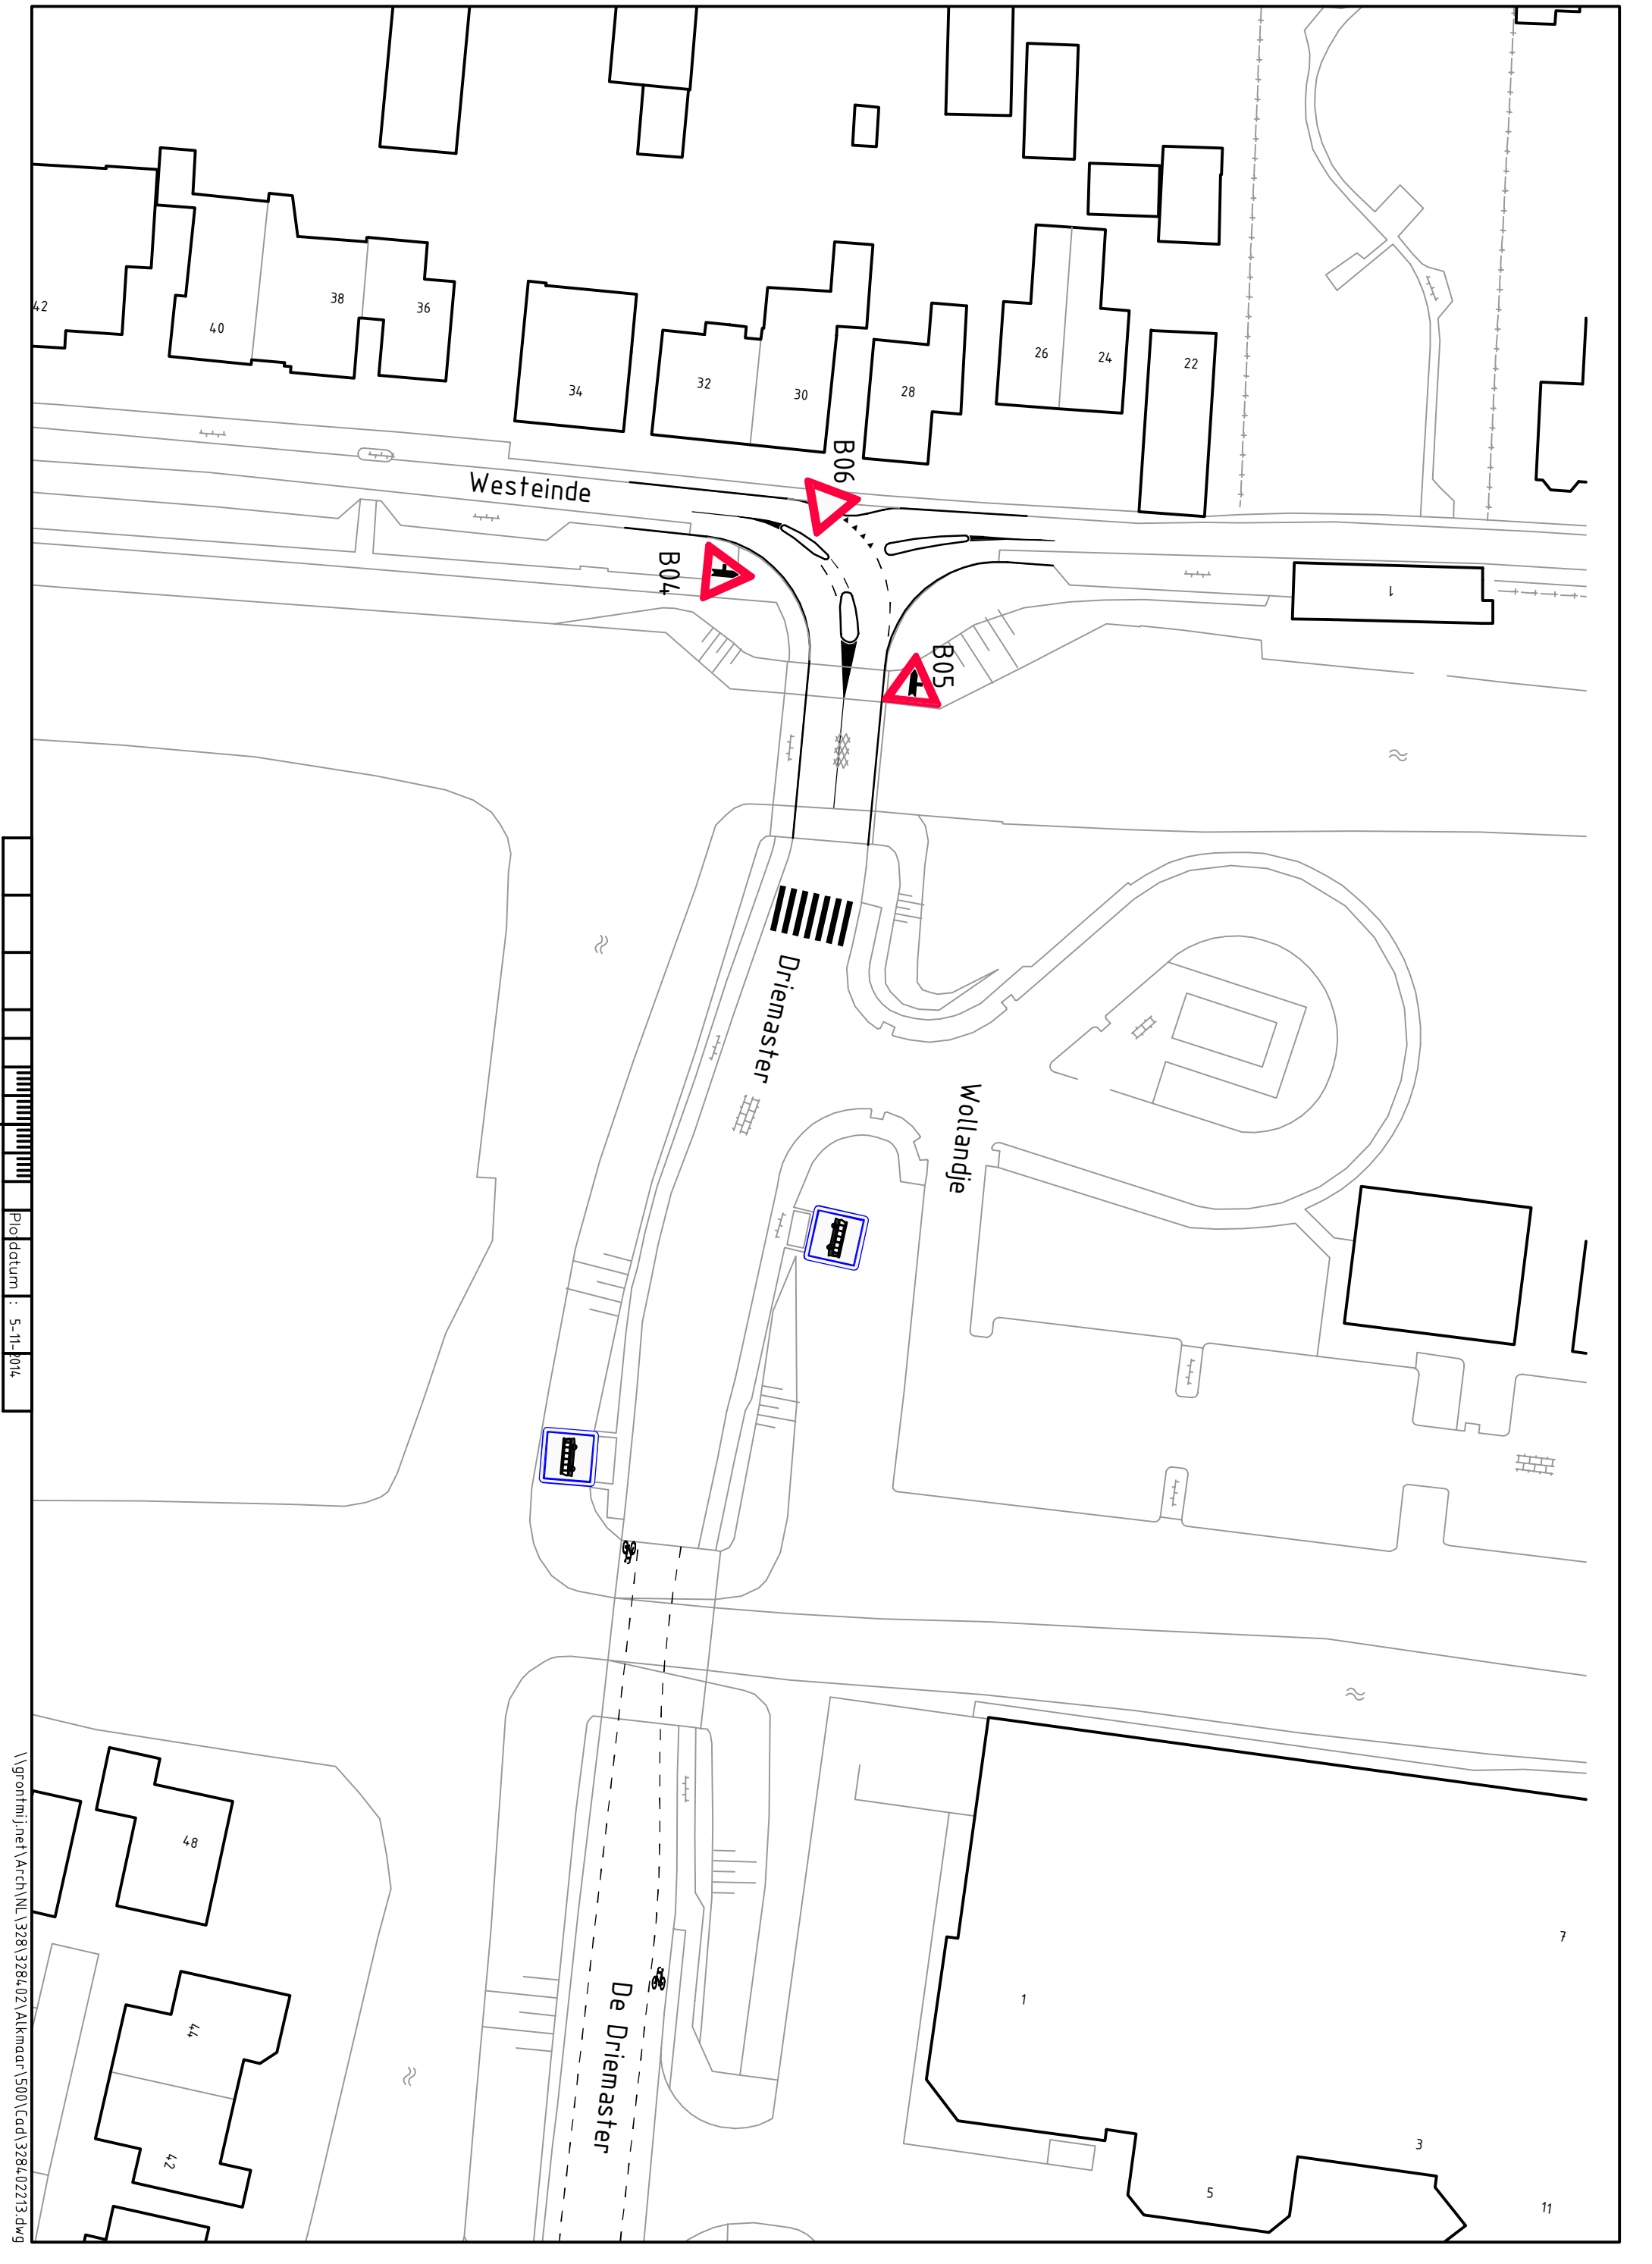 42
40
38
36
34
32
30
28
26
24
22
B06
Westeinde
B04
1
B05
Driemaster
Wollandje
Plotdatum : 5-11-2014
\\grontmij.net\Arch\NL\328\328402\Alkmaar\500\Cad\328402213.dwg
48
44
42
De Driemaster
7
1
3
5
11